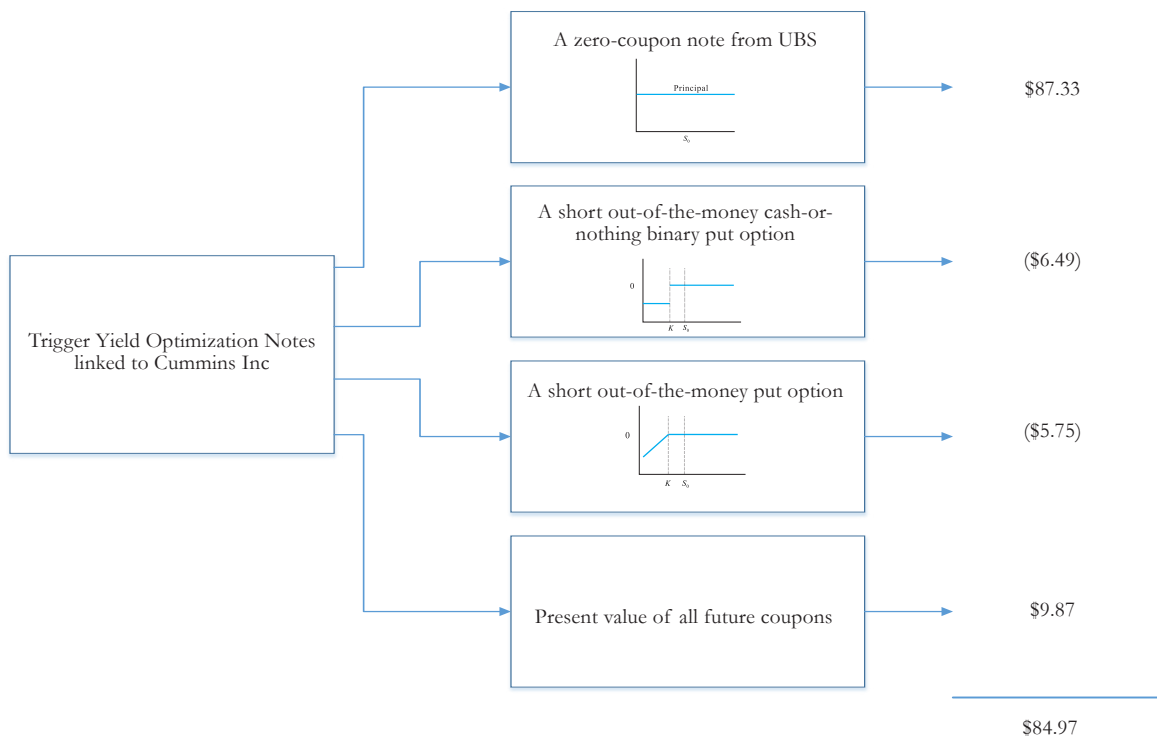 A zero-coupon note from UBS
Principal
S₀
$87.33
A short out-of-the-money cash-or-
nothing binary put option
0
K S₀
($6.49)
Trigger Yield Optimization Notes
linked to Cummins Inc
A short out-of-the-money put option
0
K S₀
($5.75)
Present value of all future coupons
$9.87
$84.97